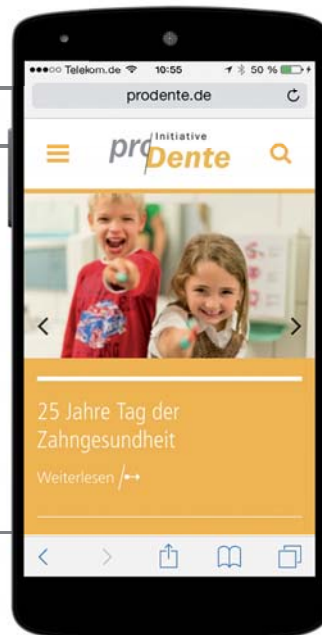 Telekom.de 10:55 50 %
prodente.de
Initiative
proDente
25 Jahre Tag der
Zahngesundheit
Weiterlesen